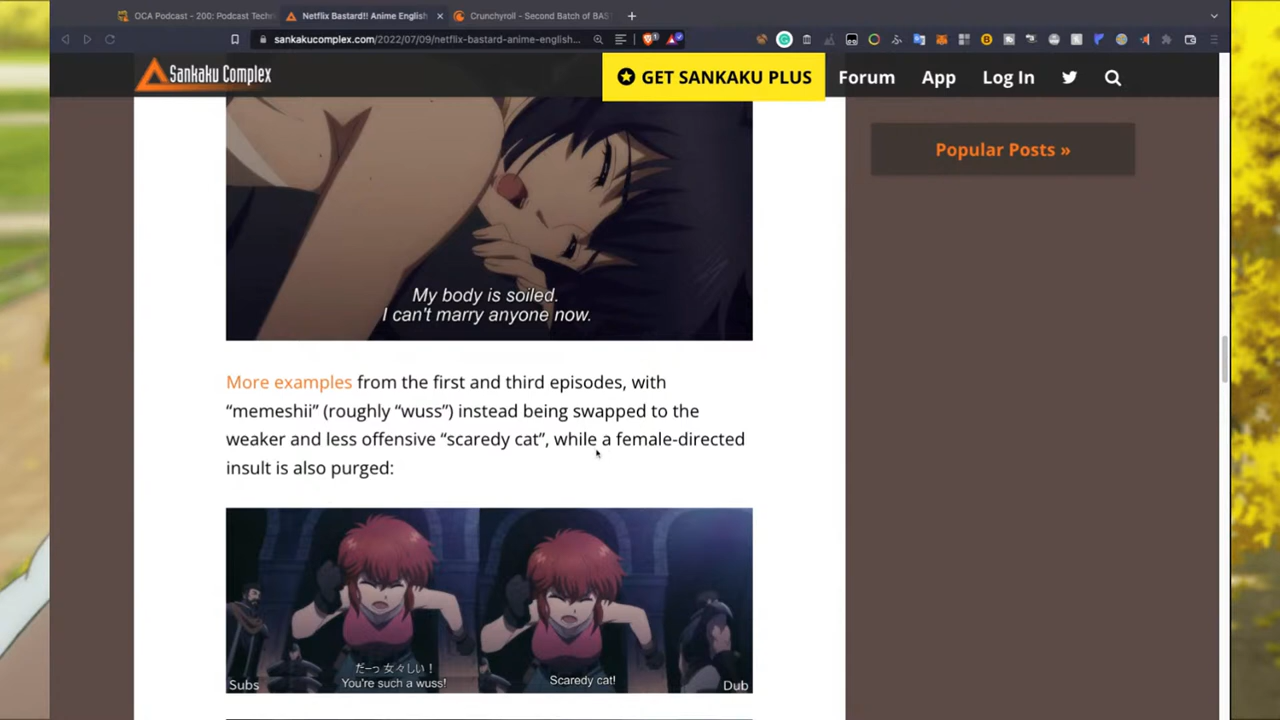 OCA Podcast - 200: Podcast Techni
Netflix Bastard!! Anime English
Crunchyroll - Second Batch of BAS
sankakucomplex.com/2022/07/09/netflix-bastard-anime-english...
Sankaku Complex
GET SANKAKU PLUS
Forum
App
Log In
Popular Posts »
My body is soiled.
I can't marry anyone now.
More examples from the first and third episodes, with
“memeshii” (roughly “wuss”) instead being swapped to the
weaker and less offensive “scaredy cat”, while a female-directed
insult is also purged:
だーっ 女々しい！
You're such a wuss!
Subs
Scaredy cat!
Dub